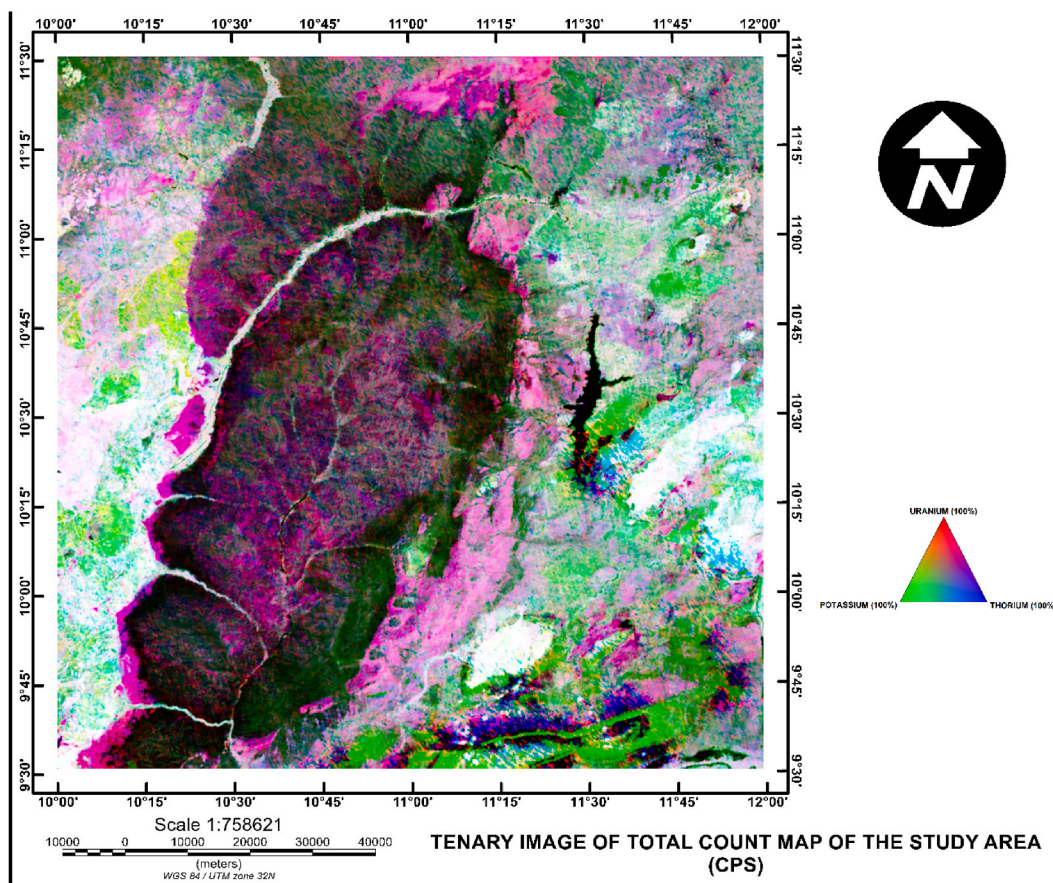 10°00' 10°15' 10°30' 10°45' 11°00' 11°15' 11°30' 11°45' 12°00'
11°30' 11°30'
11°15' 11°15'
N
11°00' 11°00'
10°45' 10°45'
10°30' 10°30'
10°15' 10°15'
URANIUM (100%)
10°00' 10°00'
POTASSIUM (100%) THORIUM (100%
9°45' 9°45'
9°30' 9°30'
10°00' 10°15' 10°30' 10°45' 11°00' 11°15' 11°30' 11°45' 12°00'
Scale 1:758621
10000 0 10000 20000 30000 40000
(meters)
WGS 84 / UTM zone 32N
TENARY IMAGE OF TOTAL COUNT MAP OF THE STUDY AREA
(CPS)